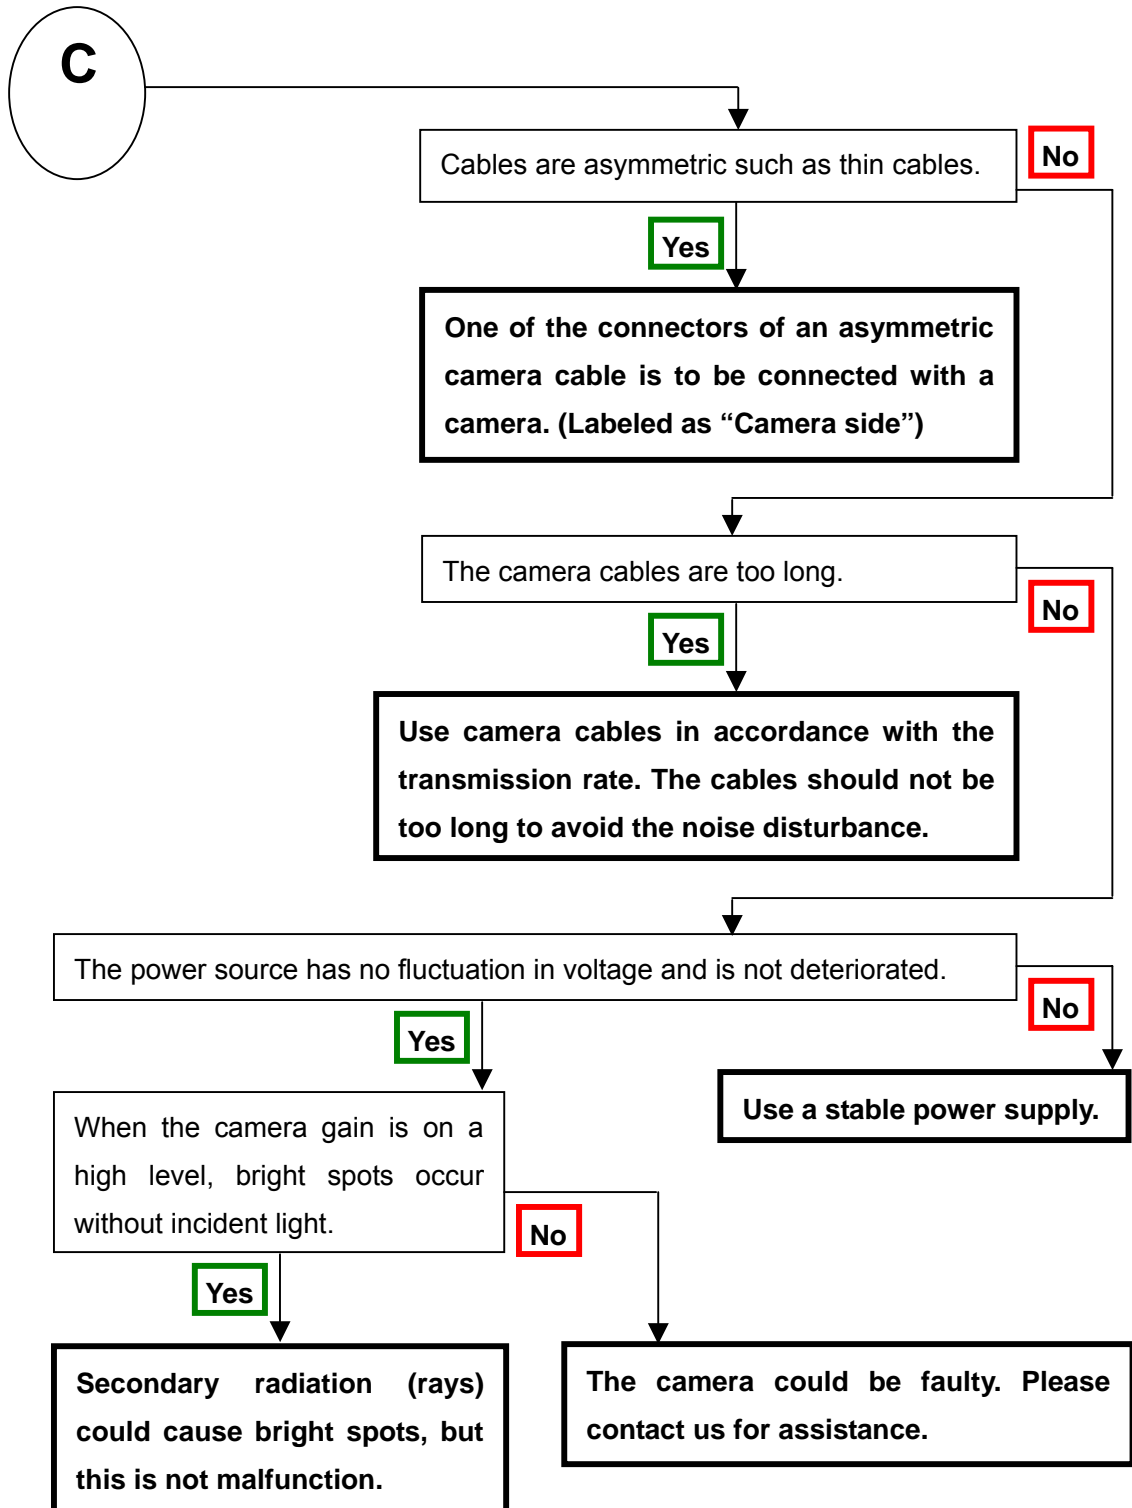 C
Cables are asymmetric such as thin cables.
No
Yes
One of the connectors of an asymmetric
camera cable is to be connected with a
camera. (Labeled as “Camera side”)
The camera cables are too long.
No
Yes
Use camera cables in accordance with the
transmission rate. The cables should not be
too long to avoid the noise disturbance.
The power source has no fluctuation in voltage and is not deteriorated.
No
Yes
Use a stable power supply.
When the camera gain is on a
high level, bright spots occur
without incident light.
No
Yes
Secondary radiation (rays)
could cause bright spots, but
this is not malfunction.
The camera could be faulty. Please
contact us for assistance.